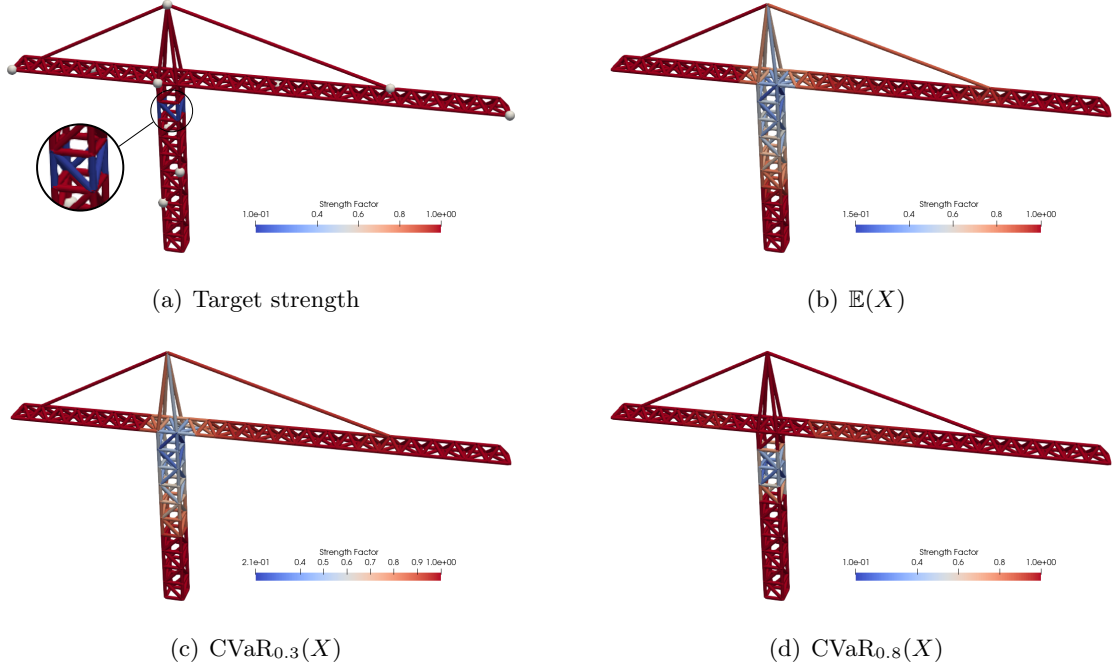 Strength Factor
1.0e-01 0.4 0.6 0.8 1.0e+00
Strength Factor
1.5e-01 0.4 0.6 0.8 1.0e+00
(a) Target strength
(b) 𝔼(X)
Strength Factor
2.1e-01 0.4 0.5 0.6 0.7 0.8 0.9 1.0e+00
Strength Factor
1.0e-01 0.4 0.6 0.8 1.0e+00
(c) CVaR₀.₃(X)
(d) CVaR₀.₈(X)